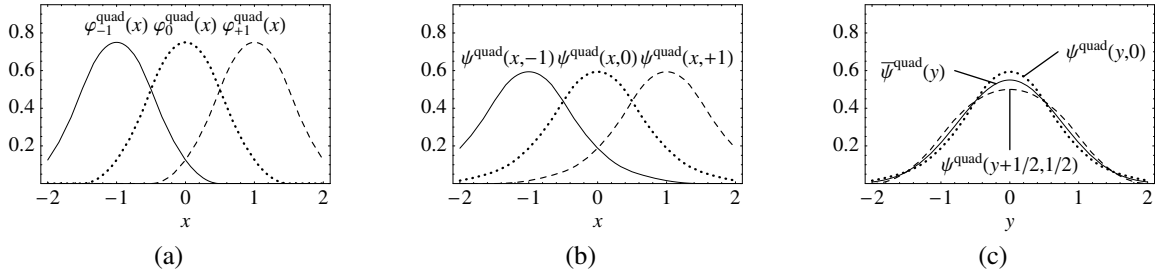 φ₋₁^quad(x) φ₀^quad(x) φ₊₁^quad(x)
0.8
0.6
0.4
0.2
−2 −1 0 1 2
x
(a)
ψ^quad(x,−1) ψ^quad(x,0) ψ^quad(x,+1)
0.8
0.6
0.4
0.2
−2 −1 0 1 2
x
(b)
ψ^quad(y,0)
ψ̅^quad(y)
ψ^quad(y+1/2,1/2)
0.8
0.6
0.4
0.2
−2 −1 0 1 2
y
(c)